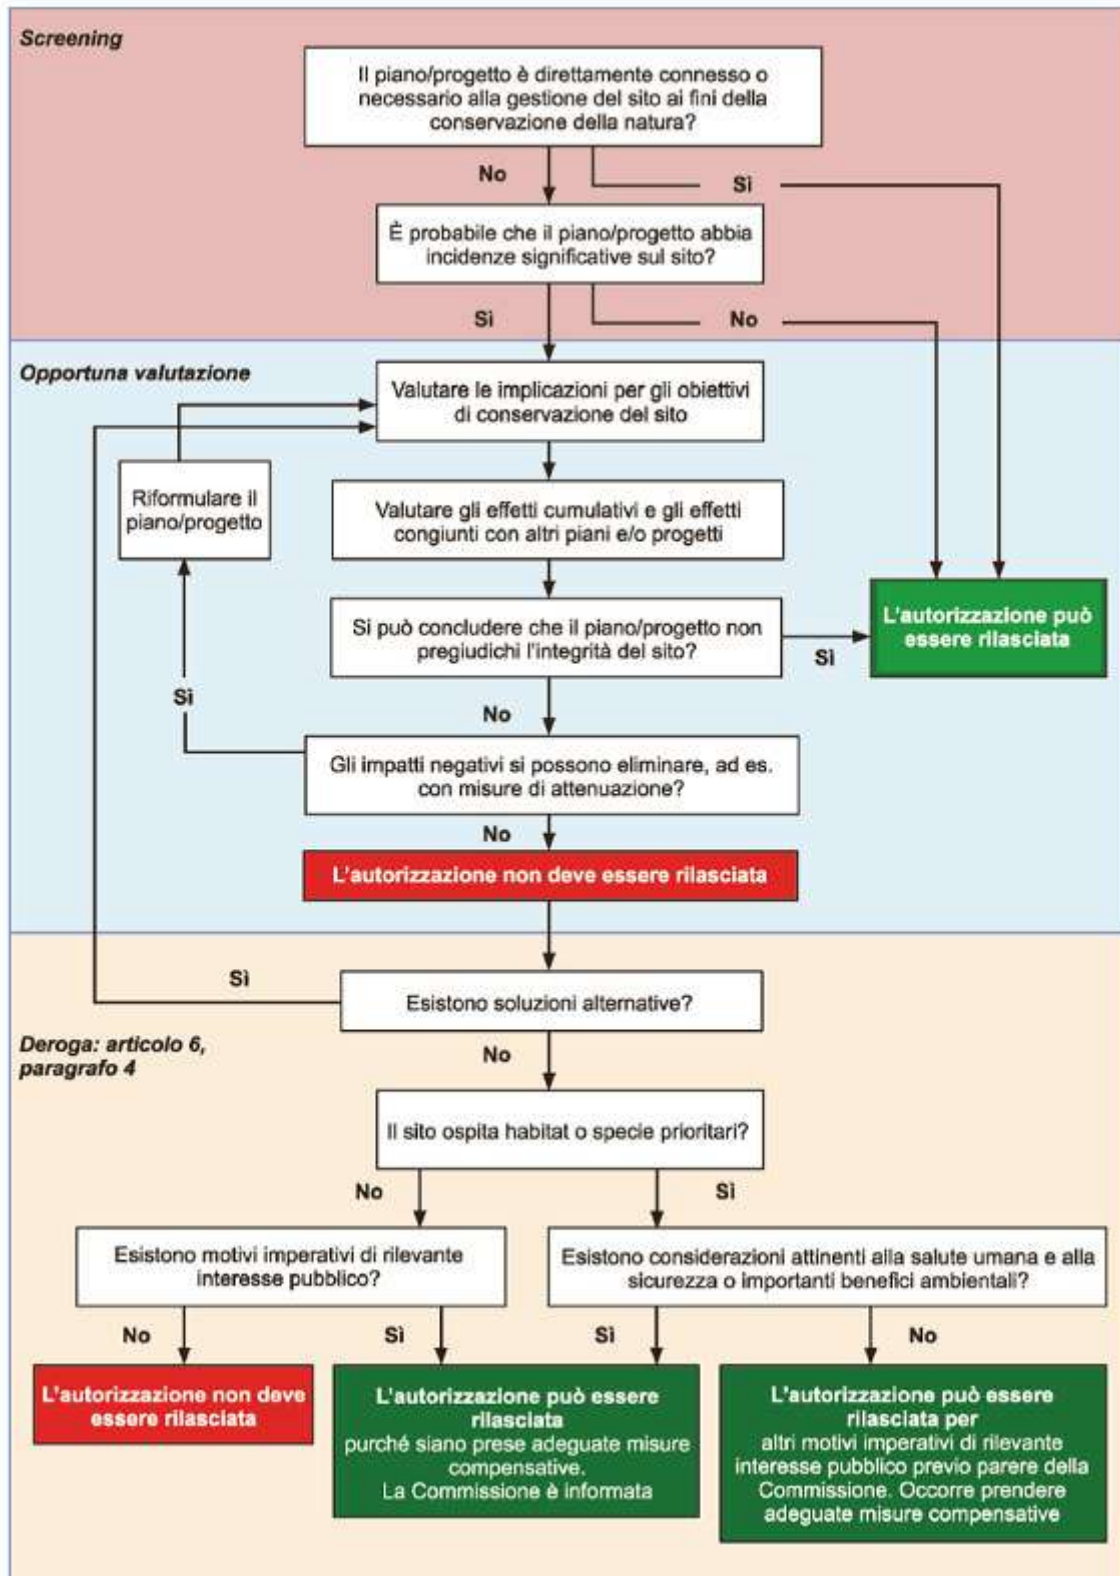 Screening
Il piano/progetto è direttamente connesso o
necessario alla gestione del sito ai fini della
conservazione della natura?
No
Sì
È probabile che il piano/progetto abbia
incidenze significative sul sito?
Sì
No
Opportuna valutazione
Valutare le implicazioni per gli obiettivi
di conservazione del sito
Riformulare il
piano/progetto
Valutare gli effetti cumulativi e gli effetti
congiunti con altri piani e/o progetti
L'autorizzazione può
essere rilasciata
Si può concludere che il piano/progetto non
pregiudichi l'integrità del sito?
Sì
Sì
No
Gli impatti negativi si possono eliminare, ad es.
con misure di attenuazione?
No
L'autorizzazione non deve essere rilasciata
Sì
Esistono soluzioni alternative?
Deroga: articolo 6,
paragrafo 4
No
Il sito ospita habitat o specie prioritari?
No
Sì
Esistono motivi imperativi di rilevante
interesse pubblico?
Esistono considerazioni attinenti alla salute umana e alla
sicurezza o importanti benefici ambientali?
No
Sì
Sì
No
L'autorizzazione non deve
essere rilasciata
L'autorizzazione può essere
rilasciata
purché siano prese adeguate misure
compensative.
La Commissione è informata
L'autorizzazione può essere
rilasciata per
altri motivi imperativi di rilevante
interesse pubblico previo parere della
Commissione. Occorre prendere
adeguate misure compensative